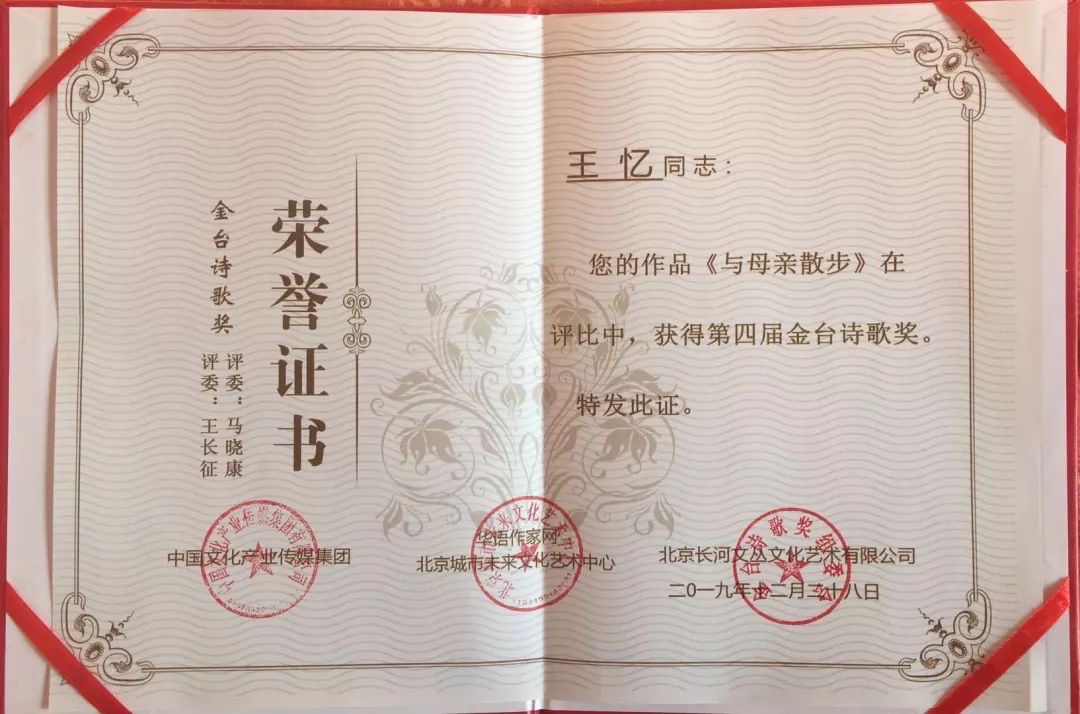 荣誉证书
金台诗歌奖
评委：马晓康
评委：王长征
王忆同志：
您的作品《与母亲散步》在
评比中，获得第四届金台诗歌奖。
特发此证。
中国文化产业传媒集团
华语作家网
北京城市未来文化艺术中心
北京长河文丛文化艺术有限公司
二0一九年十二月二十八日